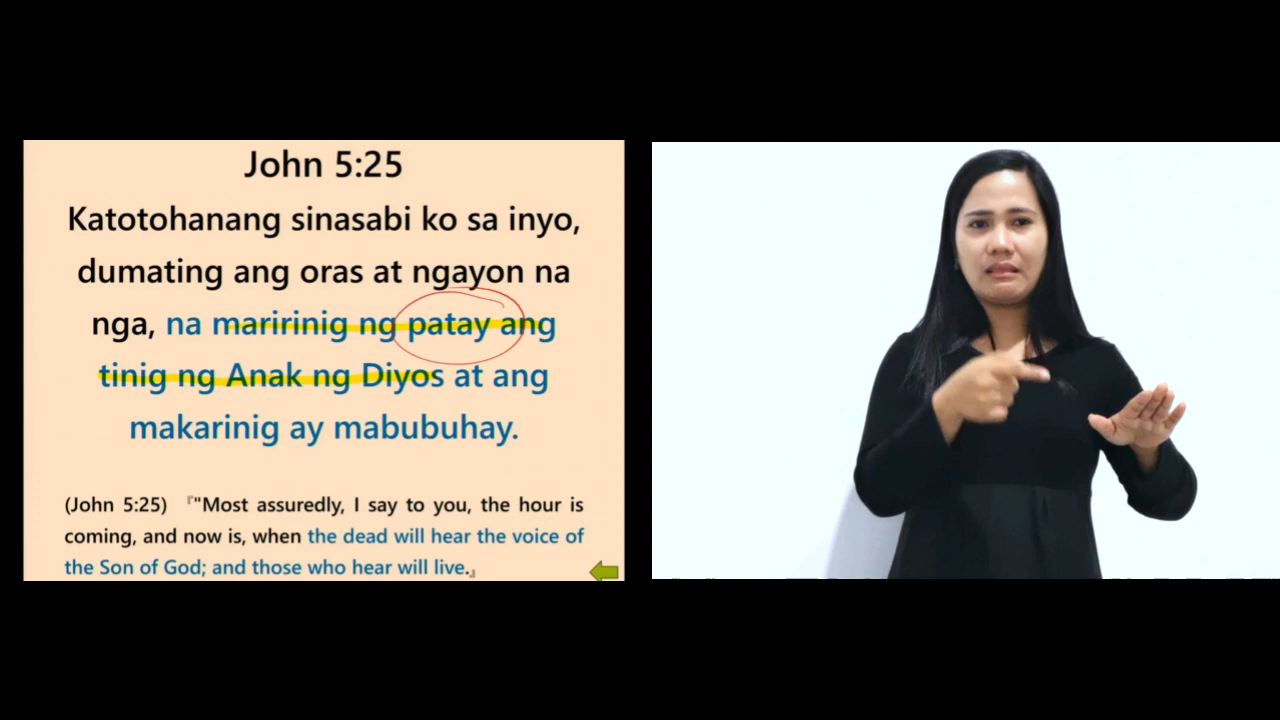 John 5:25
Katotohanang sinasabi ko sa inyo,
dumating ang oras at ngayon na
nga, na maririnig ng patay ang
tinig ng Anak ng Diyos at ang
makarinig ay mabubuhay.
(John 5:25) 『"Most assuredly, I say to you, the hour is
coming, and now is, when the dead will hear the voice of
the Son of God; and those who hear will live.』